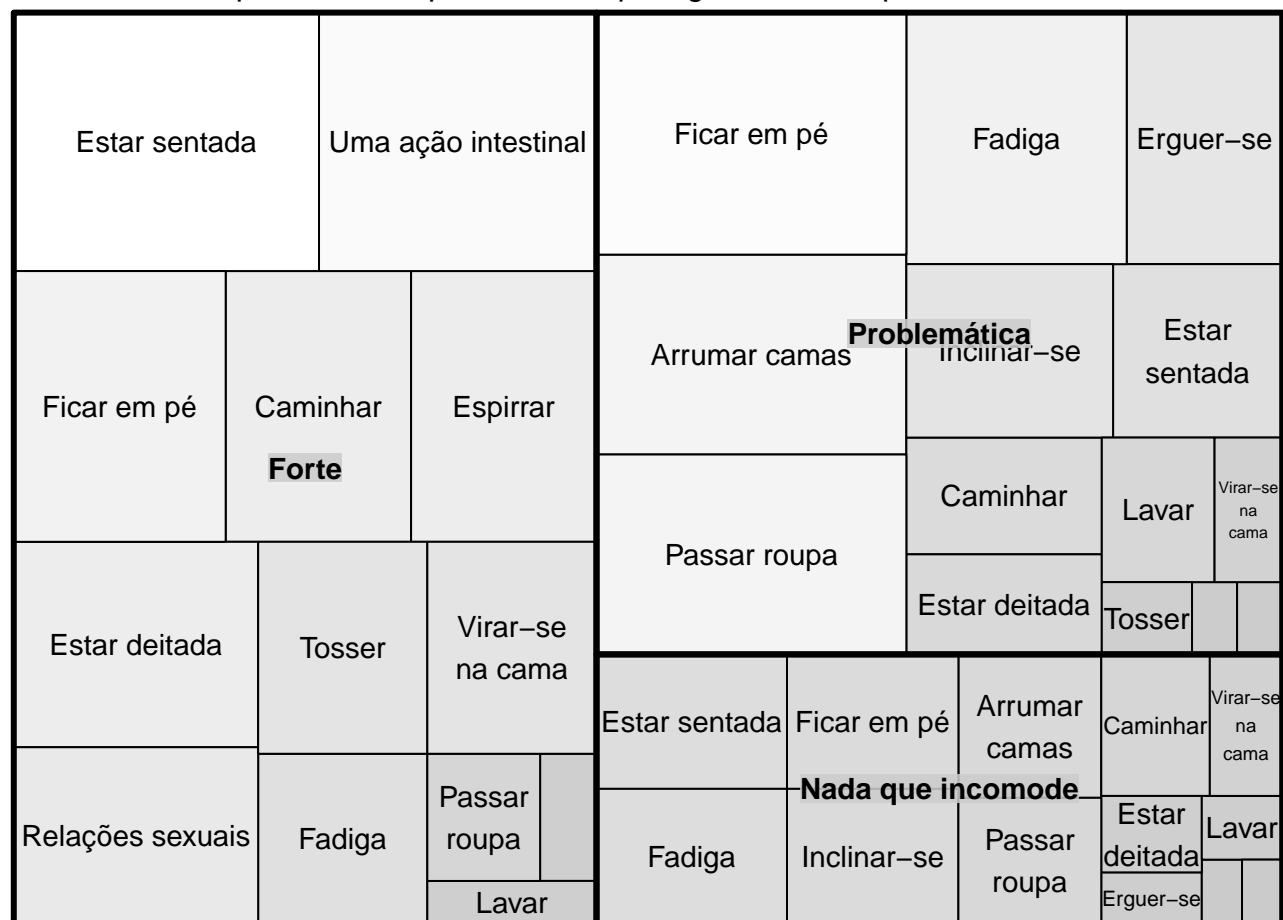 Estar sentada
Uma ação intestinal
Ficar em pé
Caminhar
Espirrar
Forte
Estar deitada
Tosser
Virar−se
na cama
Relações sexuais
Fadiga
Passar
roupa
Lavar
Ficar em pé
Fadiga
Erguer−se
Arrumar camas
Problemática
Inclinar−se
Estar
sentada
Passar roupa
Caminhar
Lavar
Virar−se
na
cama
Estar deitada
Tosser
Estar sentada
Ficar em pé
Arrumar
camas
Caminhar
Virar−se
na
cama
Nada que incomode
Fadiga
Inclinar−se
Passar
roupa
Estar
deitada
Lavar
Erguer−se